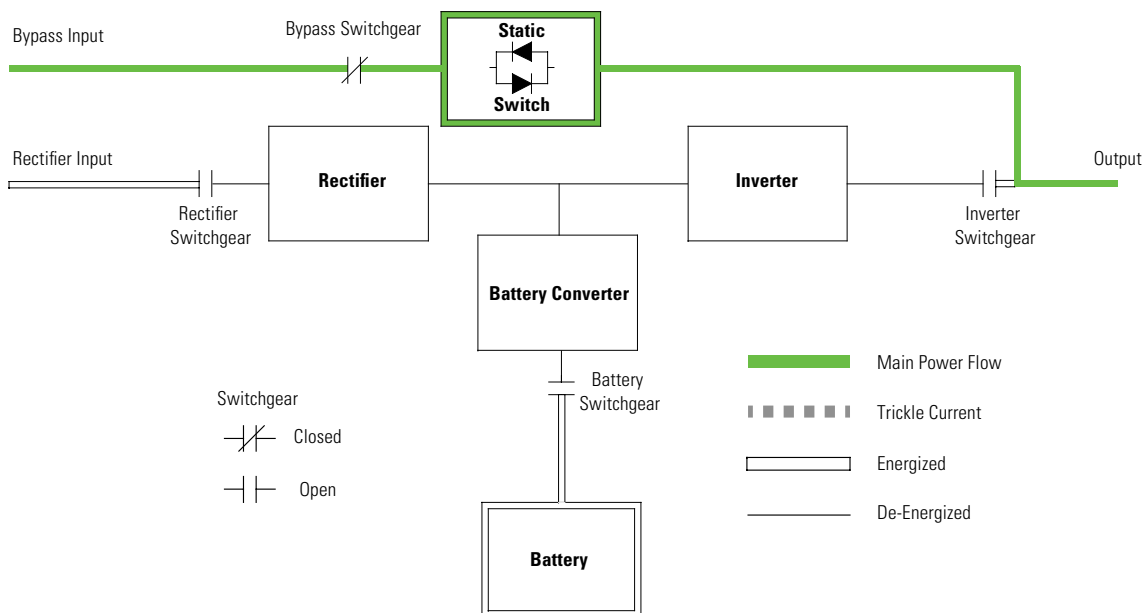 Bypass Input
Bypass Switchgear
Static
Switch
Rectifier Input
Rectifier
Switchgear
Rectifier
Inverter
Inverter
Switchgear
Output
Battery Converter
Battery
Switchgear
Battery
Switchgear
Closed
Open
Main Power Flow
Trickle Current
Energized
De-Energized